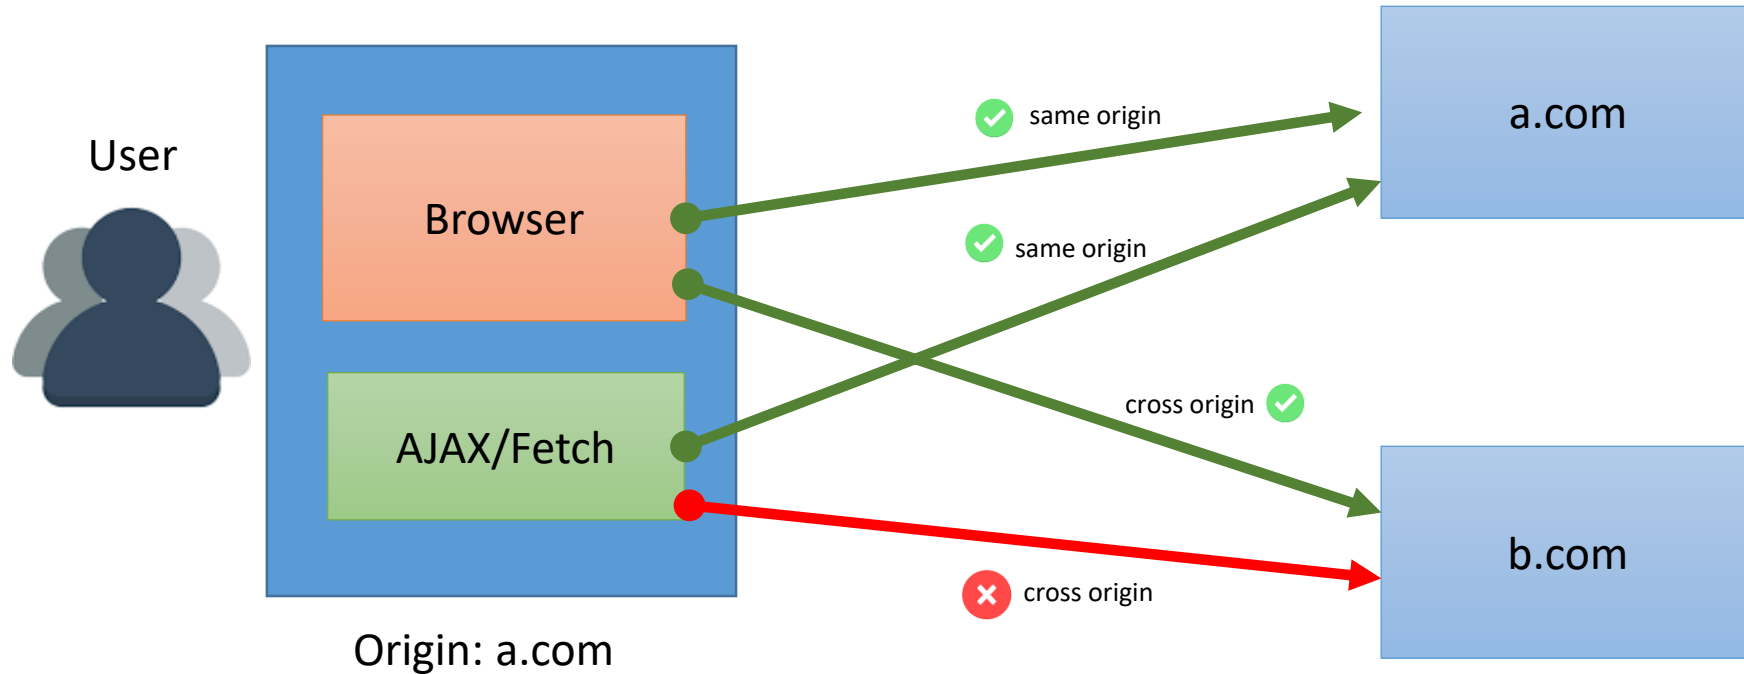 User
Browser
AJAX/Fetch
Origin: a.com
same origin
same origin
cross origin
cross origin
a.com
b.com